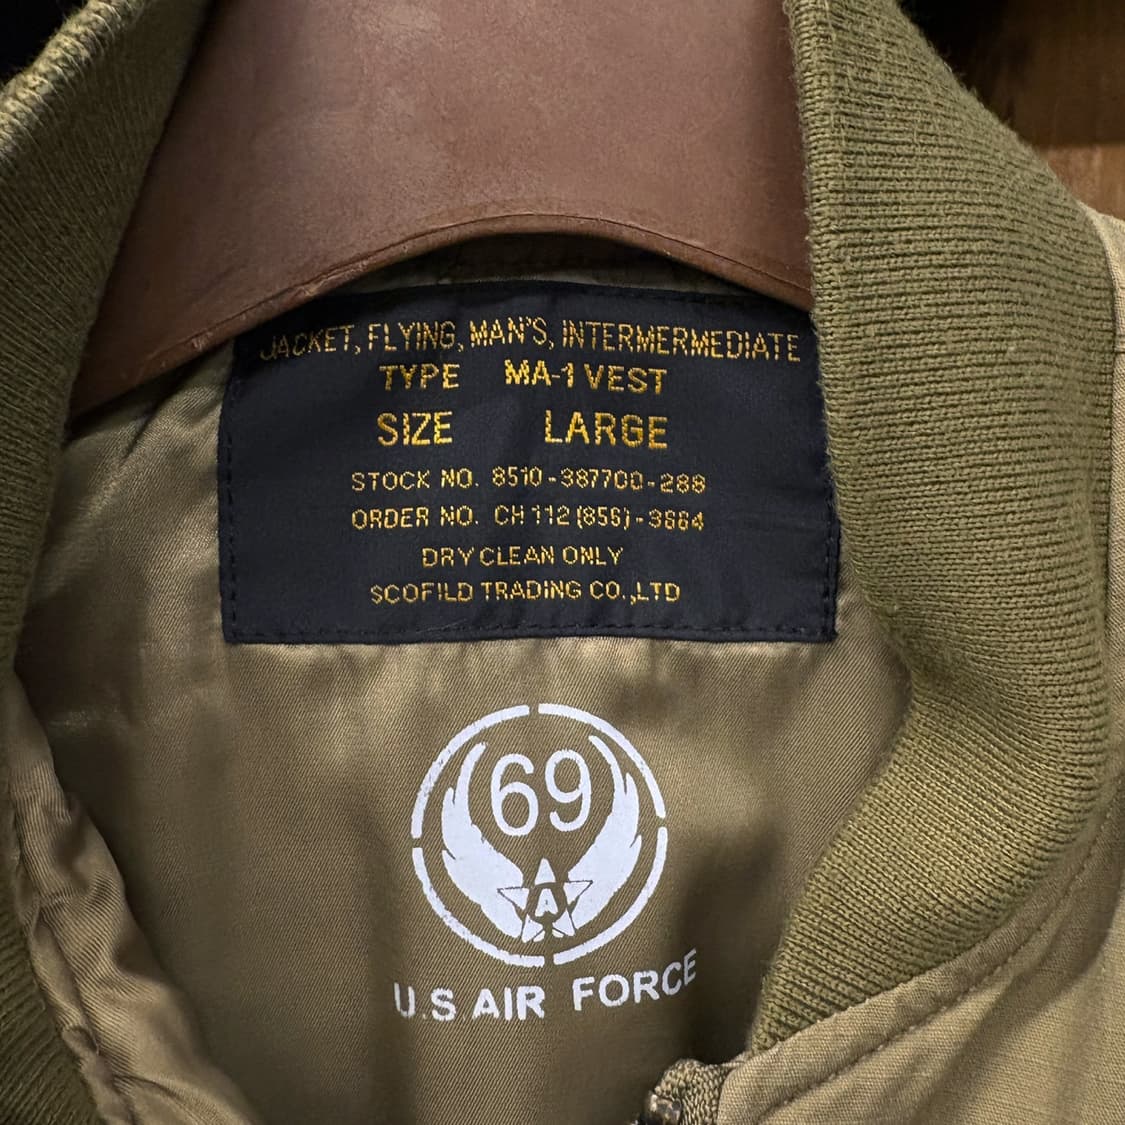 JACKET, FLYING, MAN'S, INTERMERMEDIATE
TYPE MA-1 VEST
SIZE LARGE
STOCK NO. 8510-387700-288
ORDER NO. CH 112 (856)-3664
DRY CLEAN ONLY
SCOFILD TRADING CO.,LTD
69
A
U.S AIR FORCE